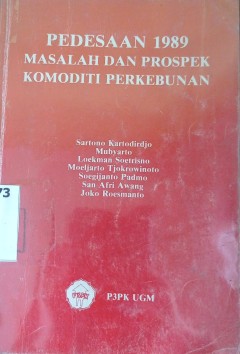 PEDESAAN 1989
MASALAH DAN PROSPEK
KOMODITI PERKEBUNAN
Sartono Kartodirdjo
Mubyarto
Loekman Soetrisno
Moeljarto Tjokrowinoto
Soegijanto Padmo
San Afri Awang
Joko Roesmanto
73
P3PK UGM